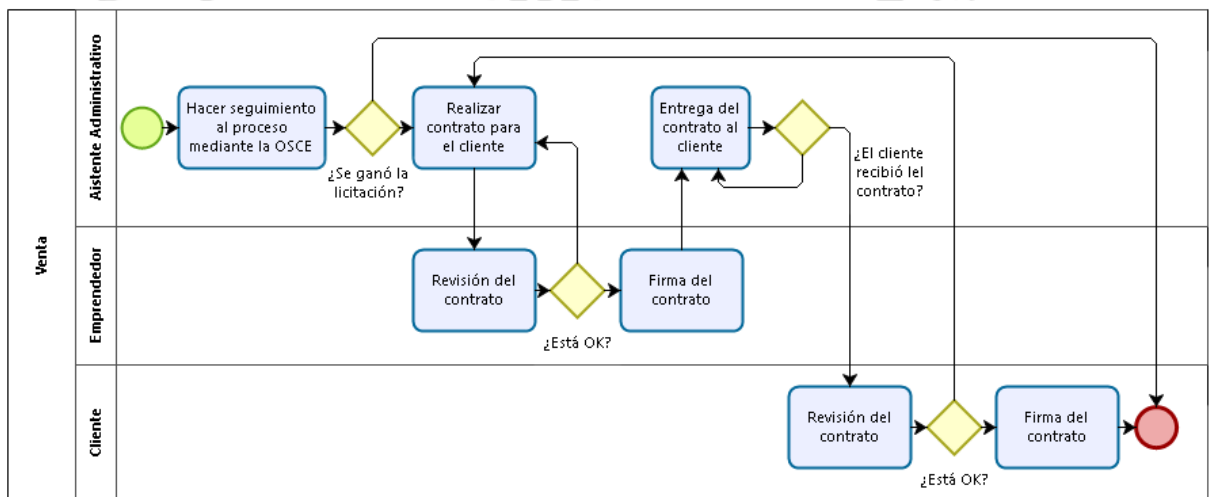 Venta
Aistente Administrativo
Hacer seguimiento
al proceso
mediante la OSCE
¿Se ganó la
licitación?
Realizar
contrato para
el cliente
Entrega del
contrato al
cliente
¿El cliente
recibió lel
contrato?
Emprendedor
Revisión del
contrato
¿Está OK?
Firma del
contrato
Cliente
Revisión del
contrato
¿Está OK?
Firma del
contrato